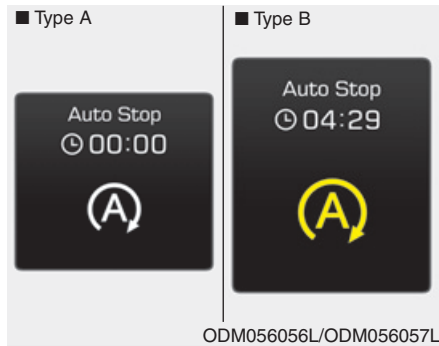 ■ Type A
■ Type B
Auto Stop
00:00
A
Auto Stop
04:29
A
ODM056056L/ODM056057L